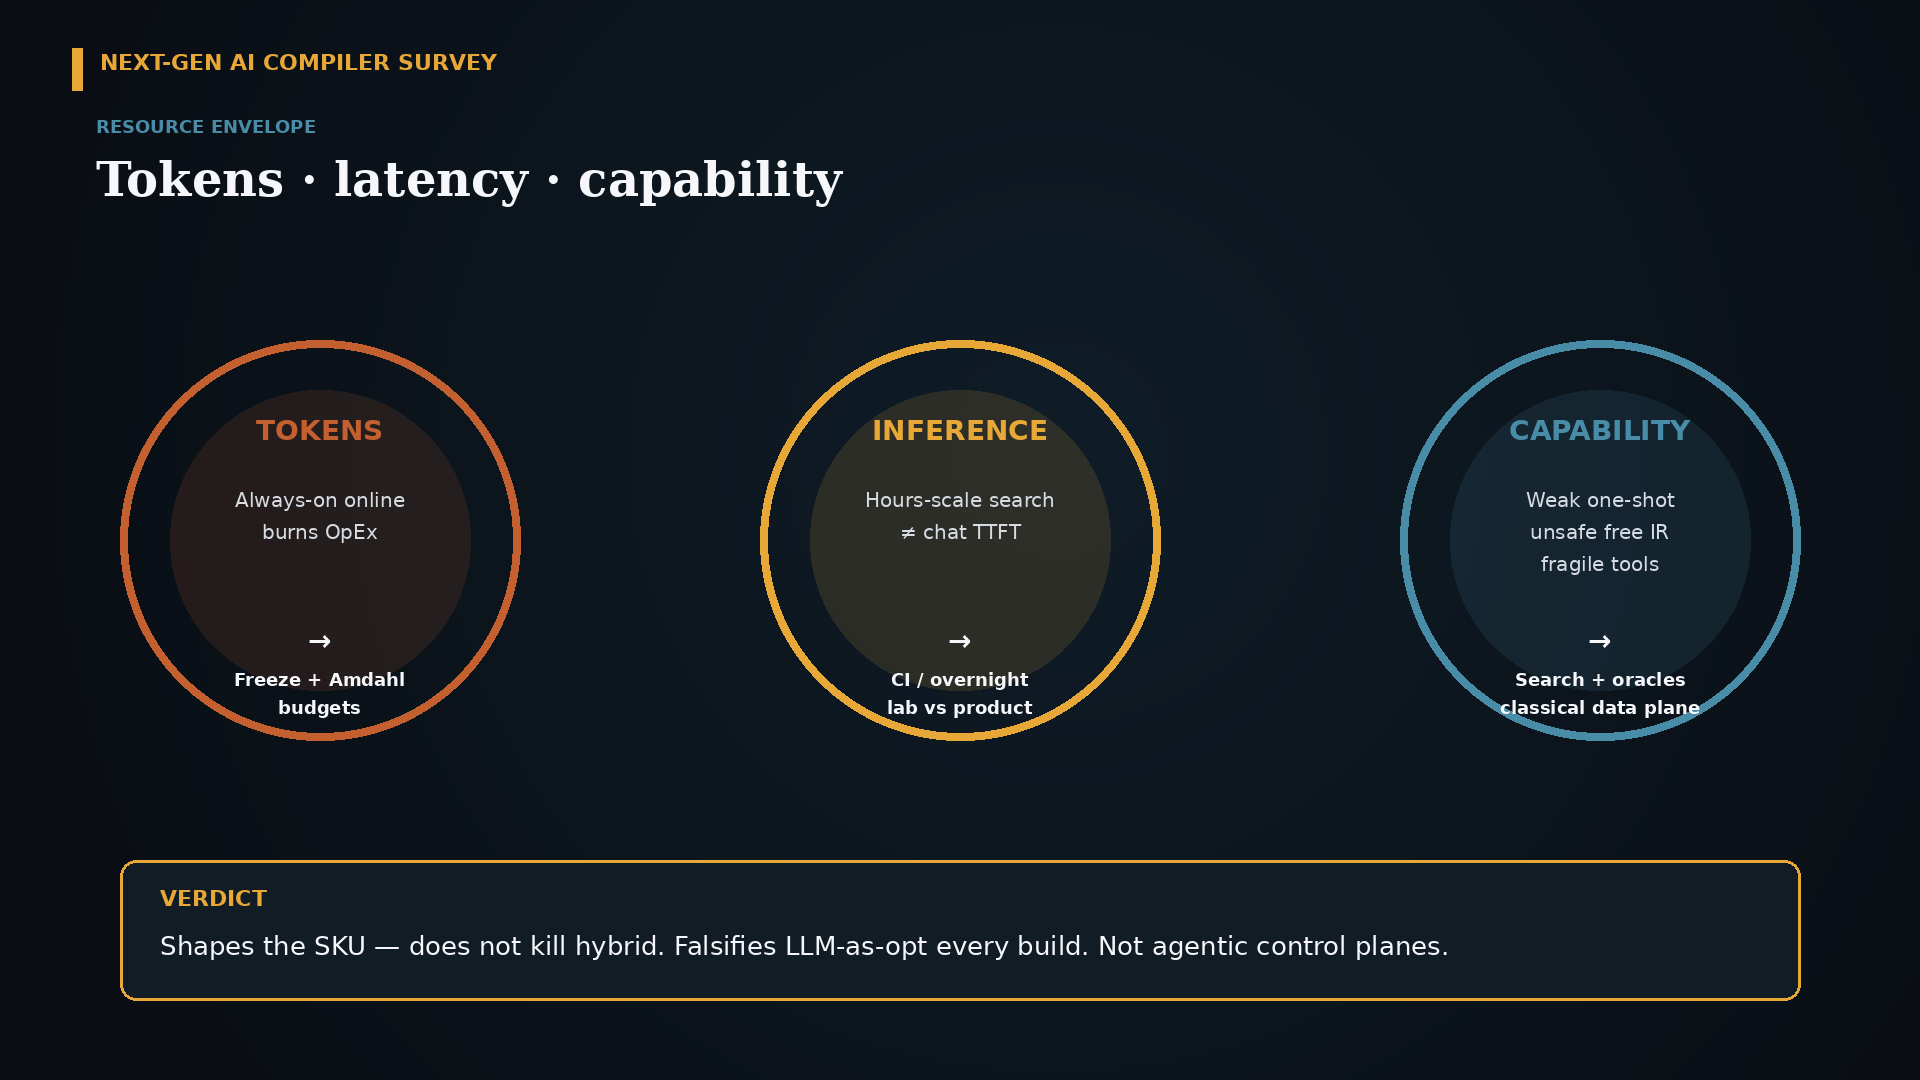 NEXT-GEN AI COMPILER SURVEY
RESOURCE ENVELOPE
Tokens · latency · capability
TOKENS
Always-on online
burns OpEx
→
Freeze + Amdahl
budgets
INFERENCE
Hours-scale search
≠ chat TTFT
→
CI / overnight
lab vs product
CAPABILITY
Weak one-shot
unsafe free IR
fragile tools
→
Search + oracles
classical data plane
VERDICT
Shapes the SKU — does not kill hybrid. Falsifies LLM-as-opt every build. Not agentic control planes.